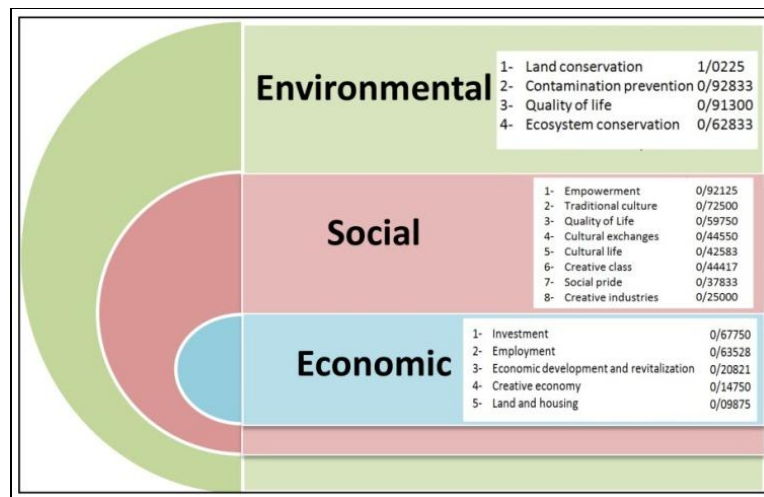 Environmental
1- Land conservation 1/0225
2- Contamination prevention 0/92833
3- Quality of life 0/91300
4- Ecosystem conservation 0/62833
Social
1- Empowerment 0/92125
2- Traditional culture 0/72500
3- Quality of Life 0/59750
4- Cultural exchanges 0/44550
5- Cultural life 0/42583
6- Creative class 0/44417
7- Social pride 0/37833
8- Creative industries 0/25000
Economic
1- Investment 0/67750
2- Employment 0/63528
3- Economic development and revitalization 0/20821
4- Creative economy 0/14750
5- Land and housing 0/09875